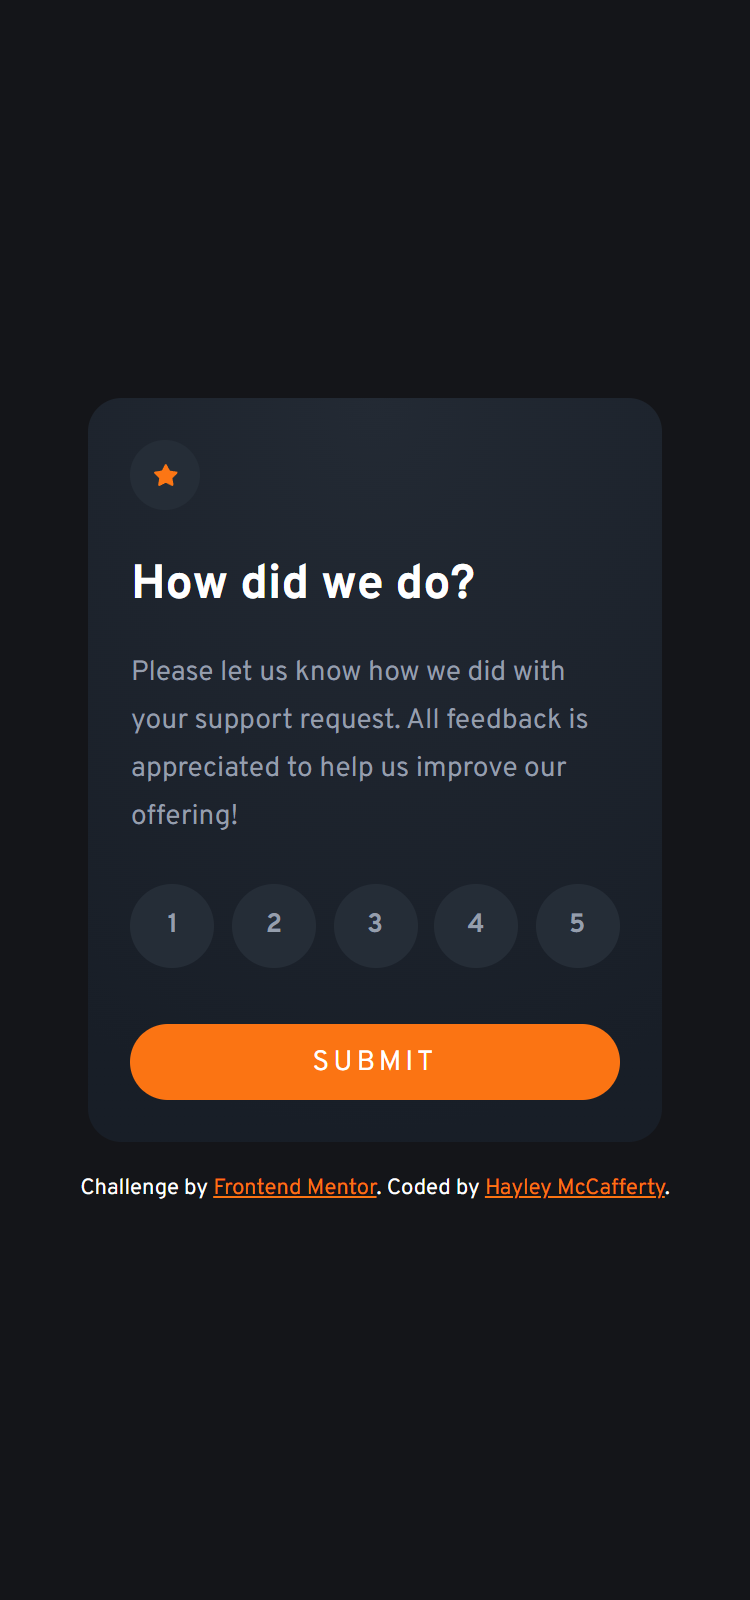 How did we do?
Please let us know how we did with
your support request. All feedback is
appreciated to help us improve our
offering!
1 2 3 4 5
SUBMIT
Challenge by Frontend Mentor. Coded by Hayley McCafferty.